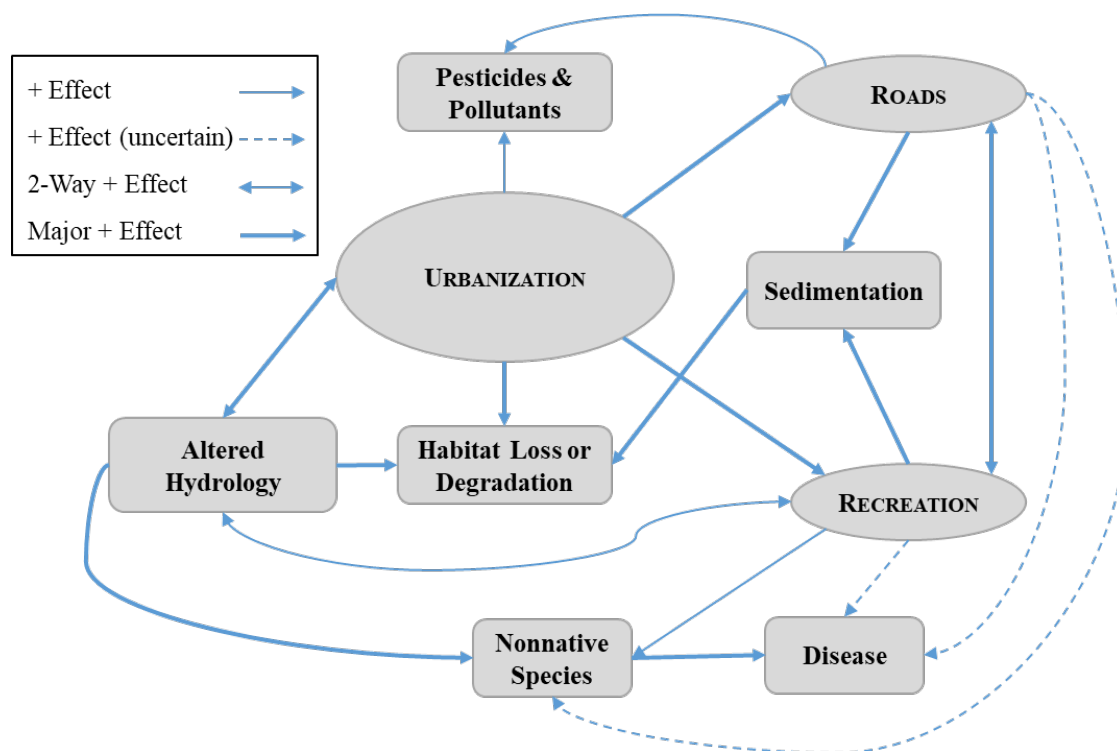 + Effect
+ Effect (uncertain)
2-Way + Effect
Major + Effect
Pesticides &
Pollutants
ROADS
URBANIZATION
Sedimentation
Altered
Hydrology
Habitat Loss or
Degradation
RECREATION
Nonnative
Species
Disease